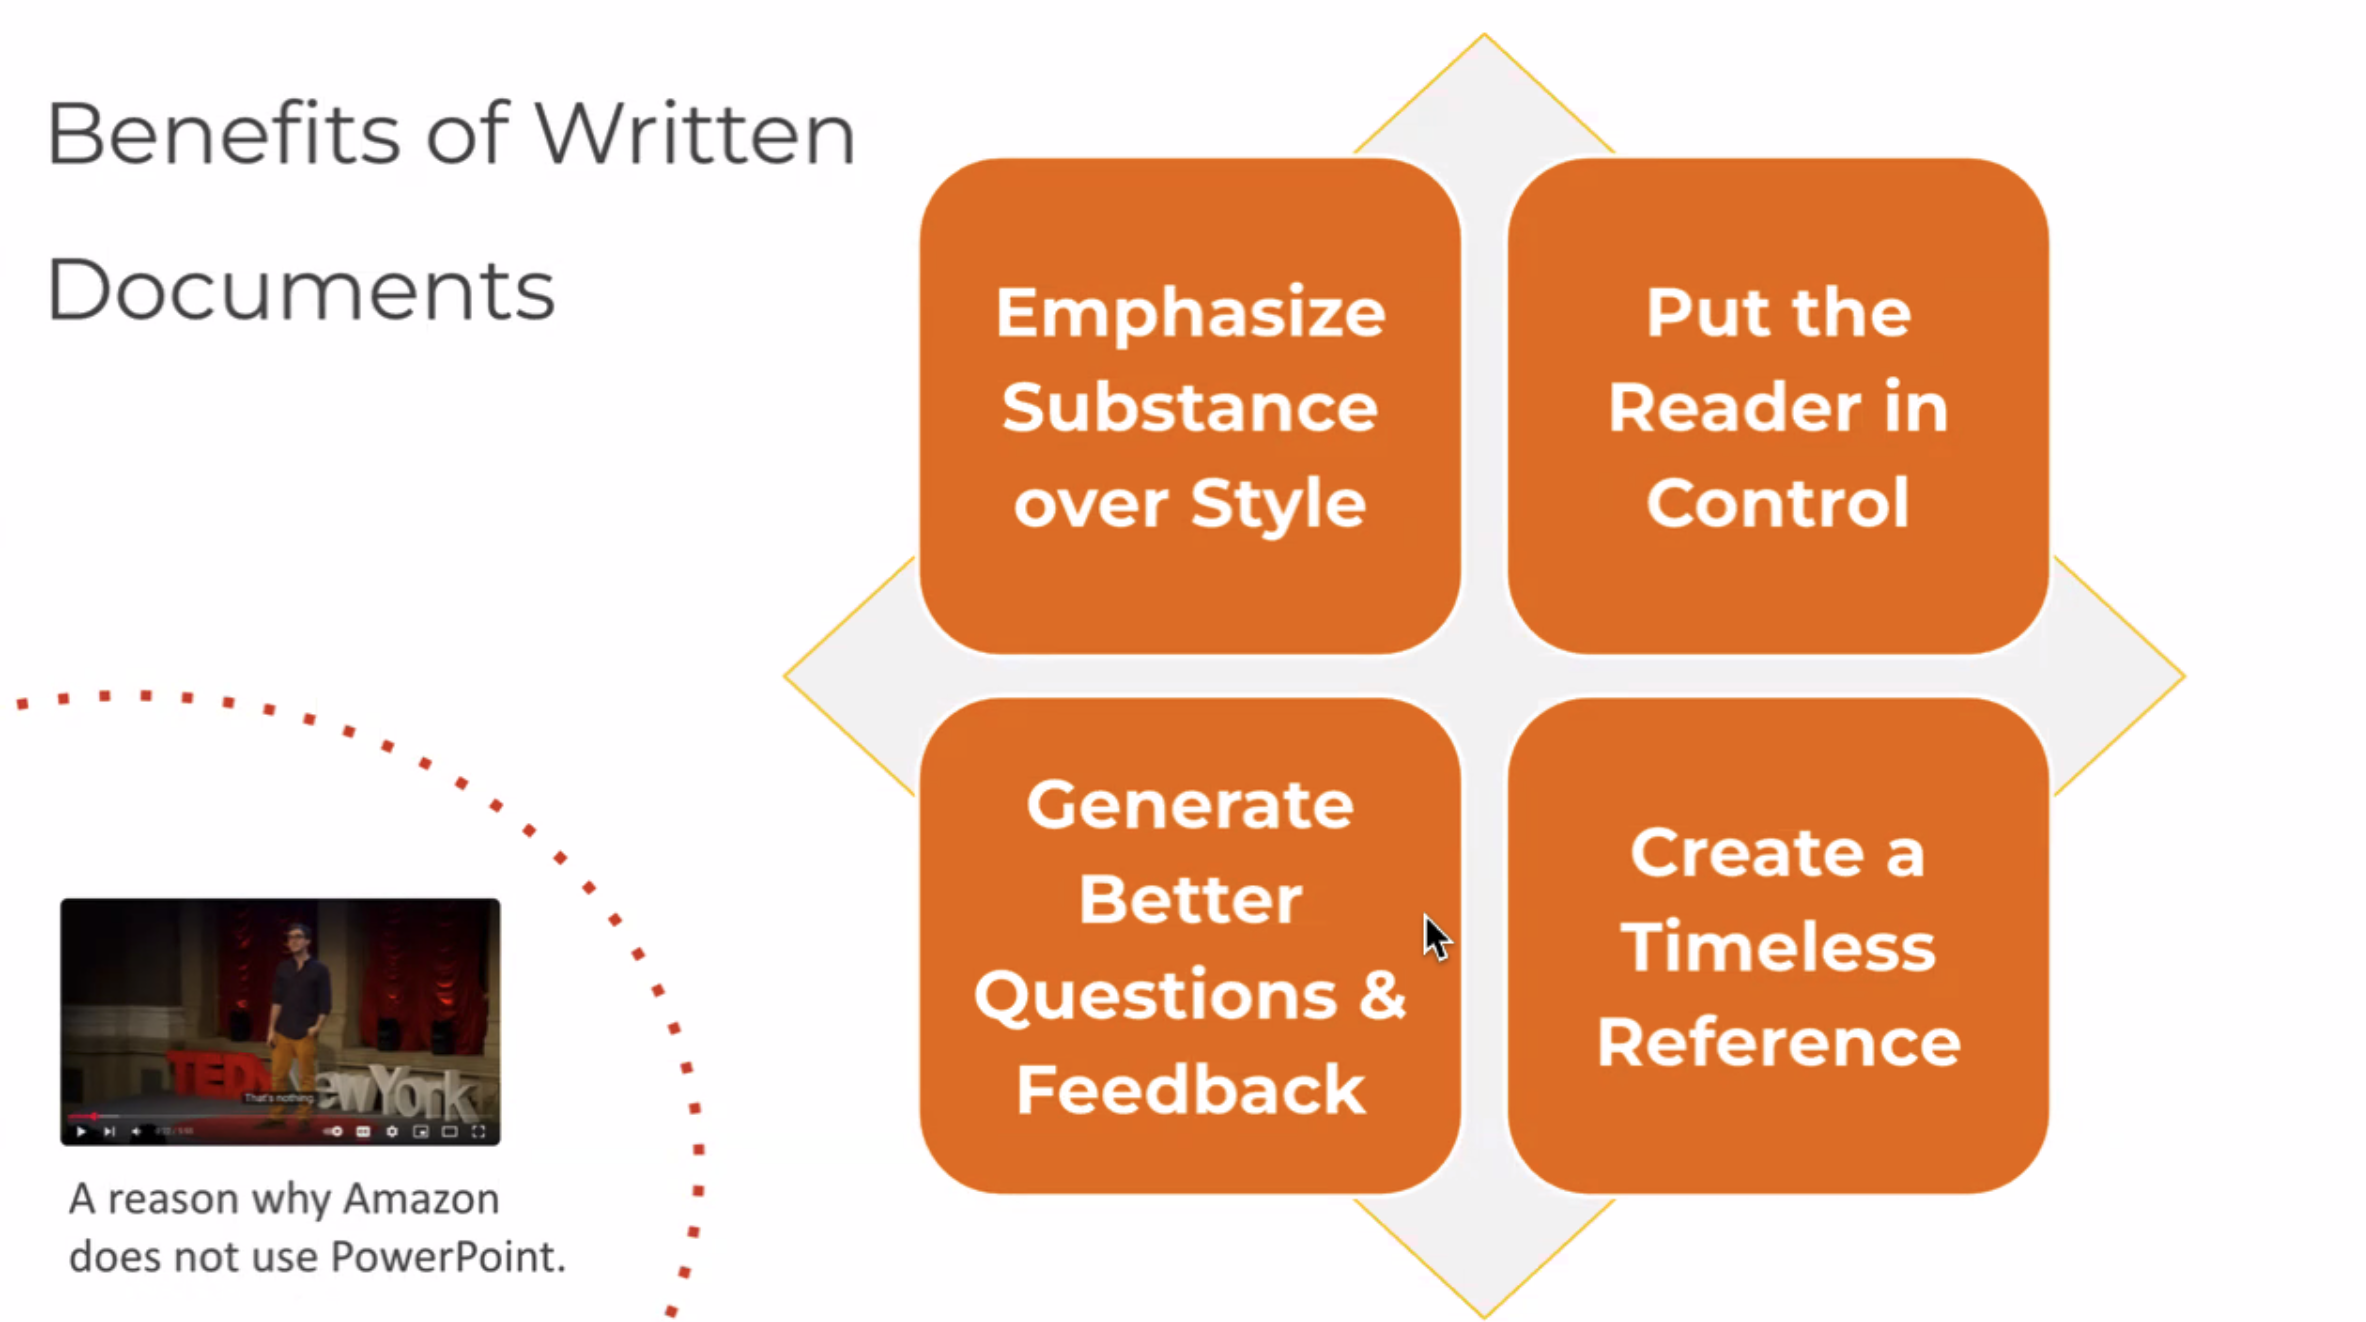 Benefits of Written
Documents
Emphasize
Substance
over Style
Put the
Reader in
Control
Generate
Better
Questions &
Feedback
Create a
Timeless
Reference
That's nothing
A reason why Amazon
does not use PowerPoint.